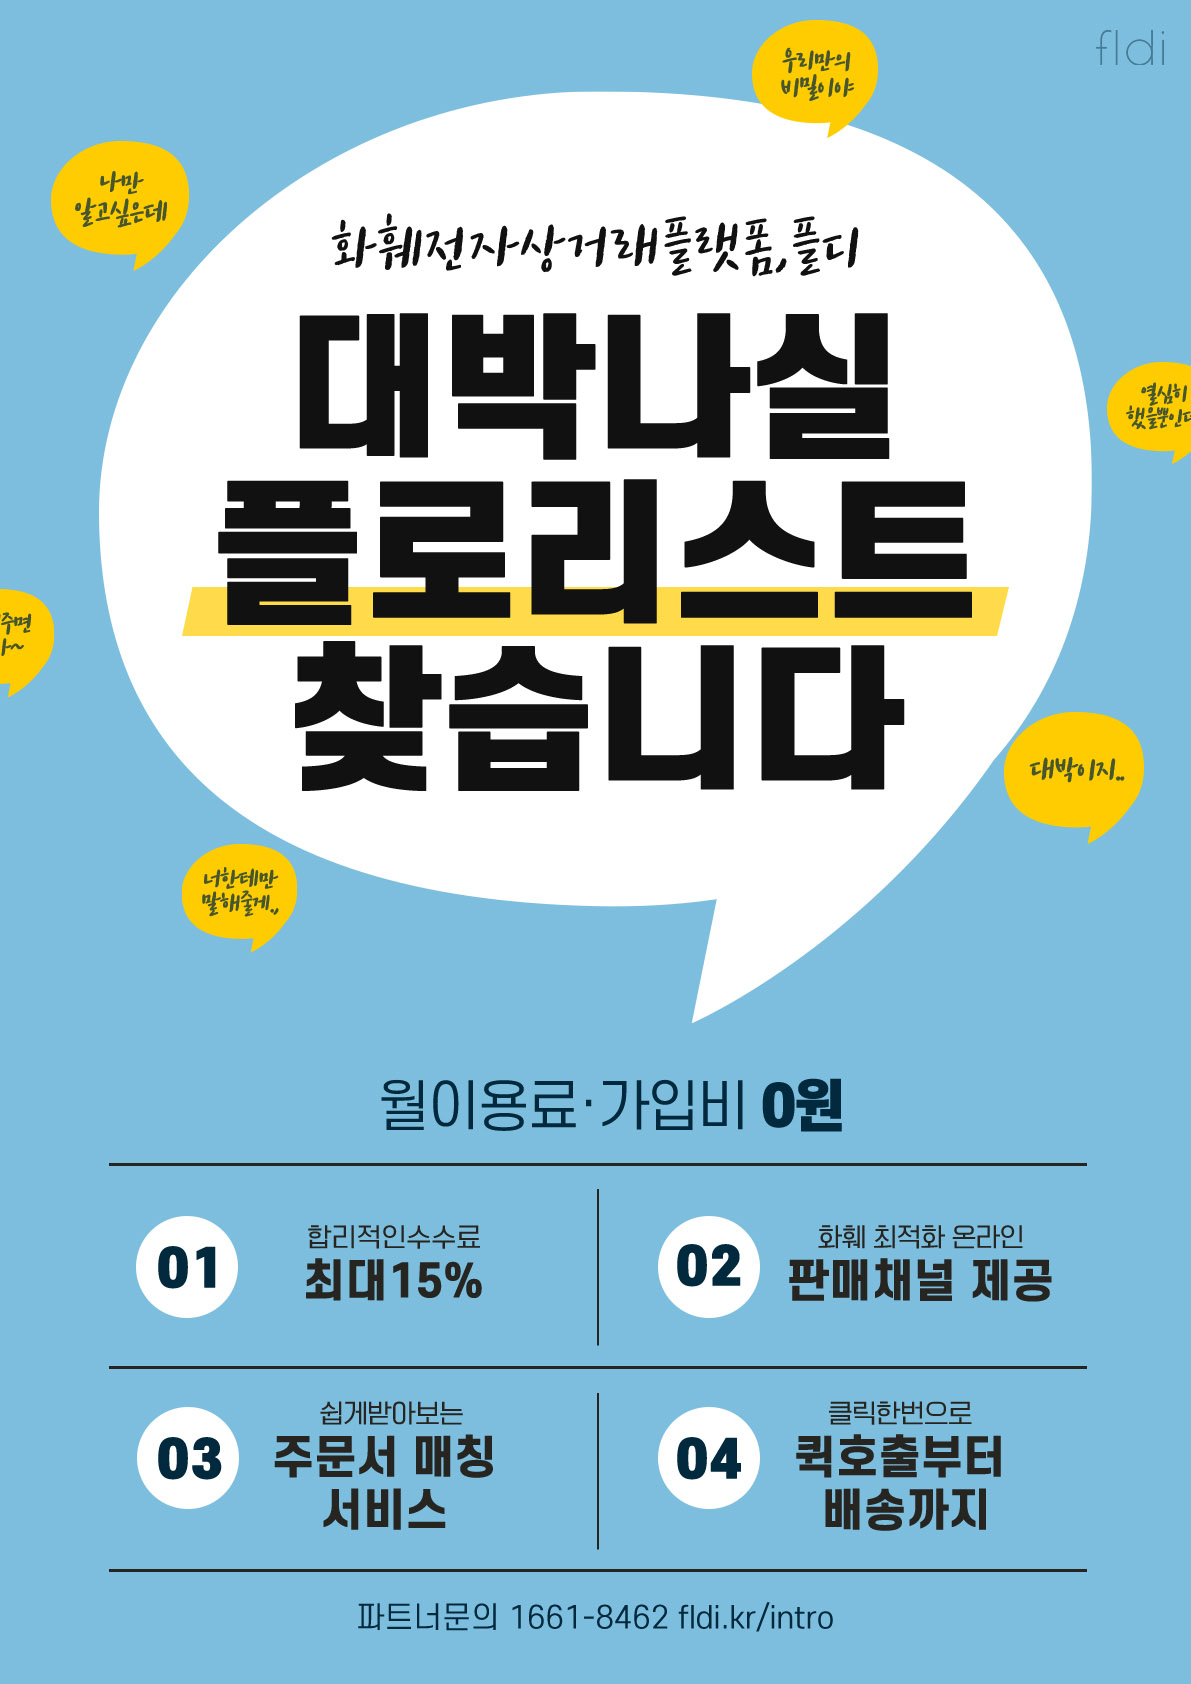 fldi
우리만의
비밀이야
나만
알고싶은데
화훼전자상거래플랫폼,플디
대박나실
플로리스트
찾습니다
열심히
했을뿐인데
주면
대박이지..
너한테만
말해줄게..
월이용료·가입비 0원
01
합리적인수수료
최대15%
02
화훼 최적화 온라인
판매채널 제공
03
쉽게받아보는
주문서 매칭
서비스
04
클릭한번으로
퀵호출부터
배송까지
파트너문의 1661-8462 fldi.kr/intro